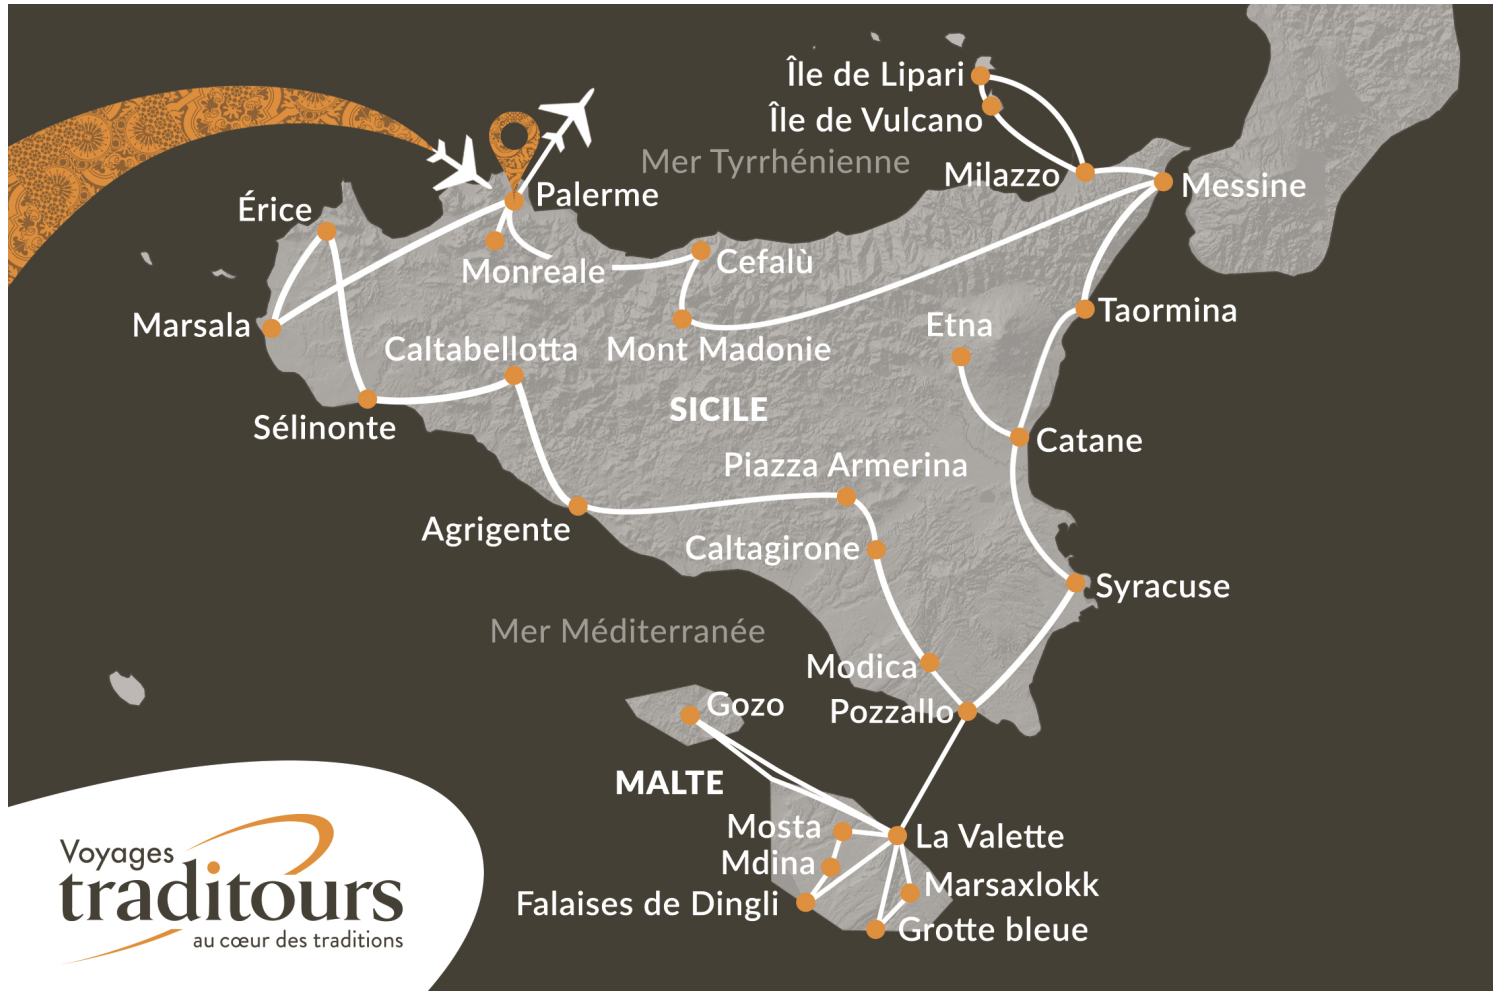 Île de Lipari
Île de Vulcano
Mer Tyrrhénienne
Milazzo
Messine
Palerme
Érice
Monreale
Cefalù
Marsala
Taormina
Etna
Caltabellotta
Mont Madonie
SICILE
Sélinonte
Catane
Piazza Armerina
Agrigente
Caltagirone
Syracuse
Mer Méditerranée
Modica
Gozo
Pozzallo
MALTE
Mosta
La Valette
Mdina
Marsaxlokk
Falaises de Dingli
Grotte bleue
Voyages
traditours
au cœur des traditions